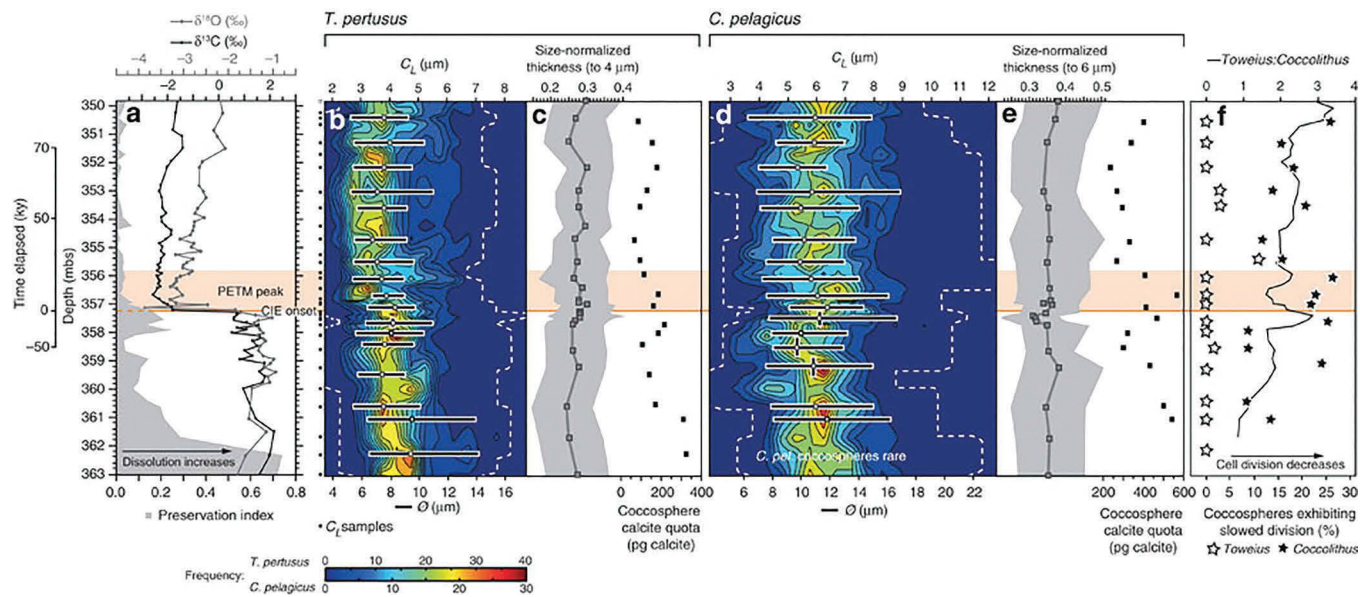 T. pertusus
C. pelagicus
δ18O (‰)
δ13C (‰)
−4 −3 −2 −1
−1 0 1 2
CL (µm)
2 3 4 5 6 7 8
Size-normalized
thickness (to 4 µm)
0.2 0.3 0.4
CL (µm)
3 4 5 6 7 8 9 10 11 12
Size-normalized
thickness (to 6 µm)
0.3 0.4 0.5
Toweius:Coccolithus
0 1 2 3 4
a
b
c
d
e
f
Time elapsed (ky)
70
50
0
−50
Depth (mbs)
350
351
352
353
354
355
356
357
358
359
360
361
362
363
PETM peak
CIE onset
Dissolution increases
C. pel. coccospheres rare
Cell division decreases
0.0 0.2 0.4 0.6 0.8
Preservation index
4 6 8 10 12 14 16
Ø (µm)
CL samples
0 200 400
Coccosphere
calcite quota
(pg calcite)
6 8 10 12 14 16 18 20 22
Ø (µm)
200 400 600
Coccosphere
calcite quota
(pg calcite)
0 5 10 15 20 25 30
Coccospheres exhibiting
slowed division (%)
Toweius Coccolithus
Frequency:
T. pertusus
0 10 20 30 40
C. pelagicus
0 10 20 30